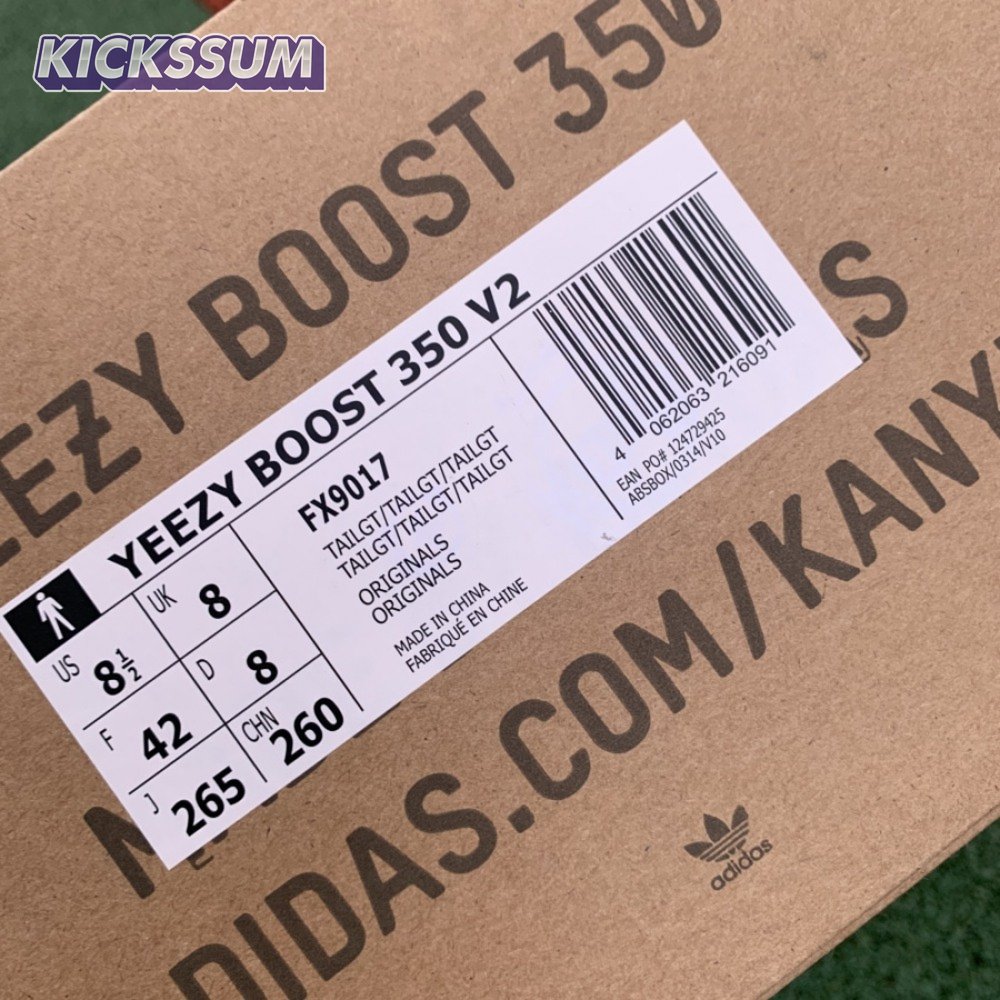 KICKSSUM
YEEZY BOOST 350
YEEZY BOOST 350 V2
FX9017
TAILGT/TAILGT/TAILGT
TAILGT/TAILGT/TAILGT
ORIGINALS
ORIGINALS
MADE IN CHINA
FABRIQUÉ EN CHINE
4 062063 216091
EAN PO# 124729425
ABSBOX/0314/V10
US 8½ UK 8
F 42 D 8
J 265 CHN 260
DIDAS.COM/KANY
adidas